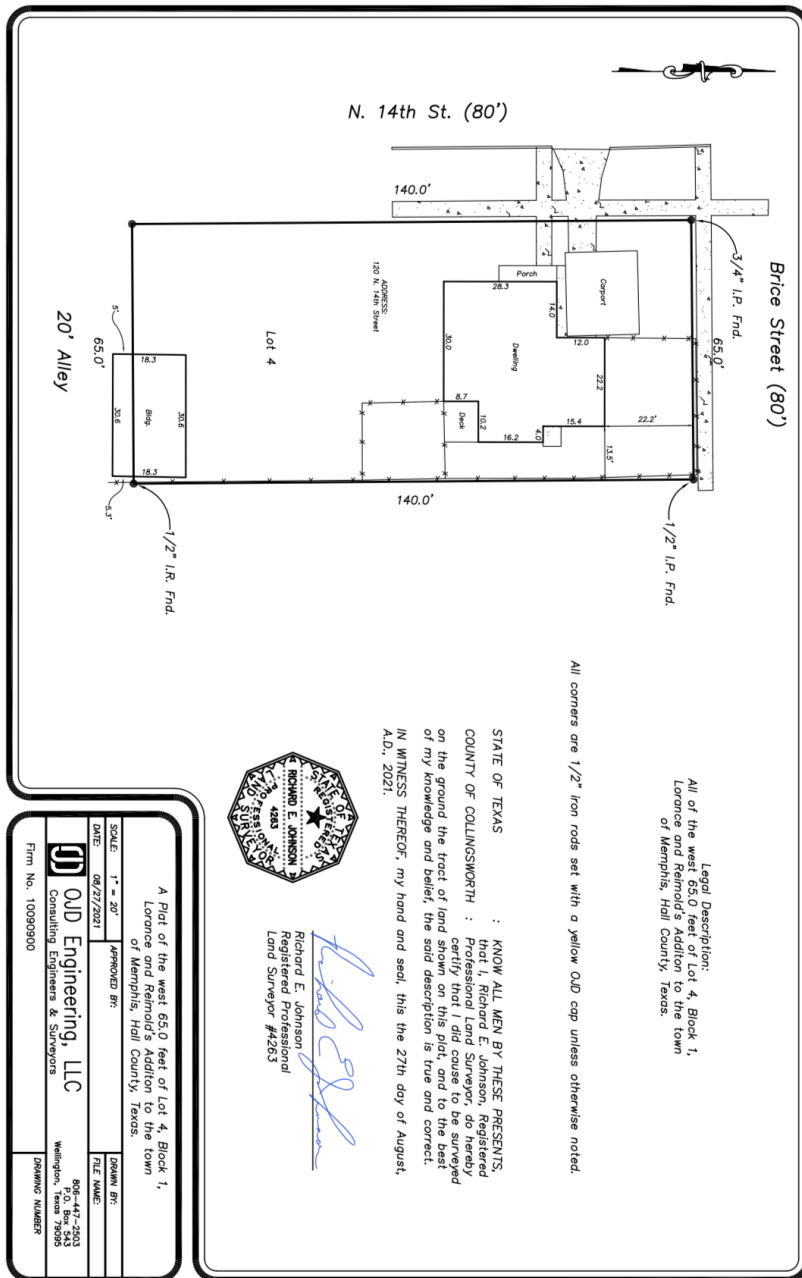 Brice Street (80')
N. 14th St. (80')
20' Alley
65.0'
140.0'
140.0'
65.0'
3/4" I.P. Fnd.
1/2" I.P. Fnd.
1/2" I.R. Fnd.
Carport
Porch
28.3
14.0
12.0
22.2
22.2'
Dwelling
30.0
8.7
Deck
10.2
16.2
4.0
15.4
13.5'
ADDRESS:
120 N. 14th Street
Lot 4
5'
18.3
30.6
Bldg.
30.6
18.3
5.3'
Legal Description:
All of the west 65.0 feet of Lot 4, Block 1,
Lorance and Reimold's Additon to the town
of Memphis, Hall County, Texas.
All corners are 1/2" iron rods set with a yellow OJD cap unless otherwise noted.
STATE OF TEXAS : KNOW ALL MEN BY THESE PRESENTS,
that I, Richard E. Johnson, Registered
COUNTY OF COLLINGSWORTH : Professional Land Surveyor, do hereby
certify that I did cause to be surveyed
on the ground the tract of land shown on this plat, and to the best
of my knowledge and belief, the said description is true and correct.
IN WITNESS THEREOF, my hand and seal, this the 27th day of August,
A.D., 2021.
STATE OF TEXAS
REGISTERED
RICHARD E. JOHNSON
4263
PROFESSIONAL
LAND SURVEYOR
Richard E Johnson
Richard E. Johnson
Registered Professional
Land Surveyor #4263
A Plat of the west 65.0 feet of Lot 4, Block 1,
Lorance and Reimold's Additon to the town
of Memphis, Hall County, Texas.
SCALE: 1" = 20' APPROVED BY: DRAWN BY:
DATE: 08/27/2021 FILE NAME:
OJD OJD Engineering, LLC
Consulting Engineers & Surveyors
806-447-2503
P.O. Box 543
Wellington, Texas 79095
Firm No. 10090900
DRAWING NUMBER